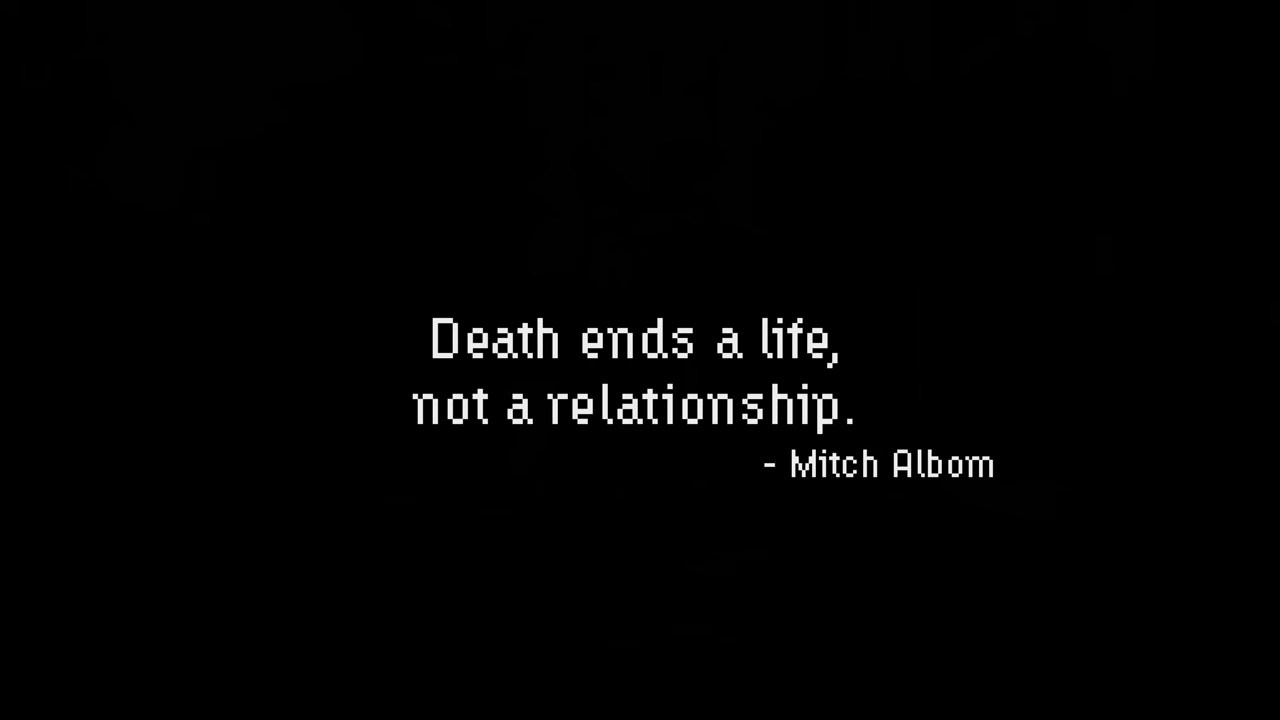 Death ends a life,
not a relationship.
- Mitch Albom